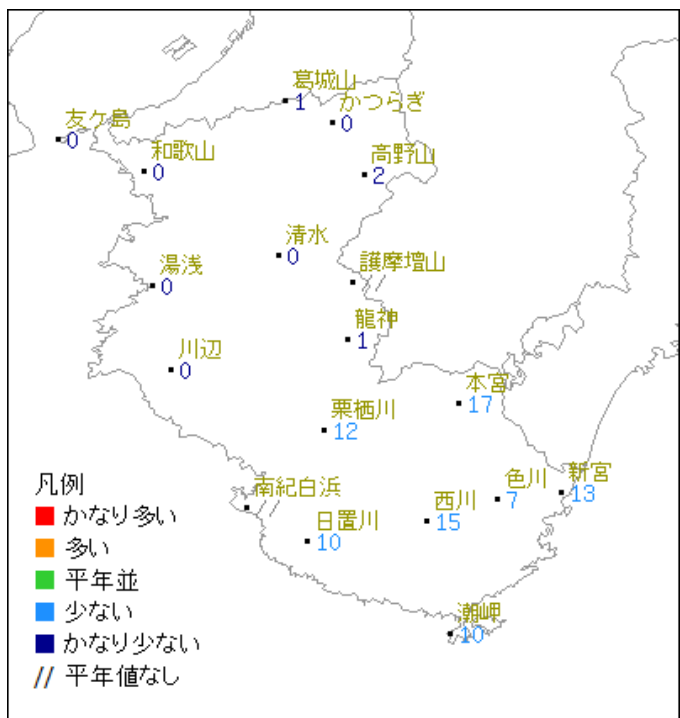 葛城山
1
かつらぎ
0
友ケ島
0
和歌山
0
高野山
2
清水
0
護摩壇山
//
湯浅
0
龍神
1
川辺
0
本宮
17
栗栖川
12
南紀白浜
//
日置川
10
西川
15
色川
7
新宮
13
潮岬
10
凡例
かなり多い
多い
平年並
少ない
かなり少ない
// 平年値なし